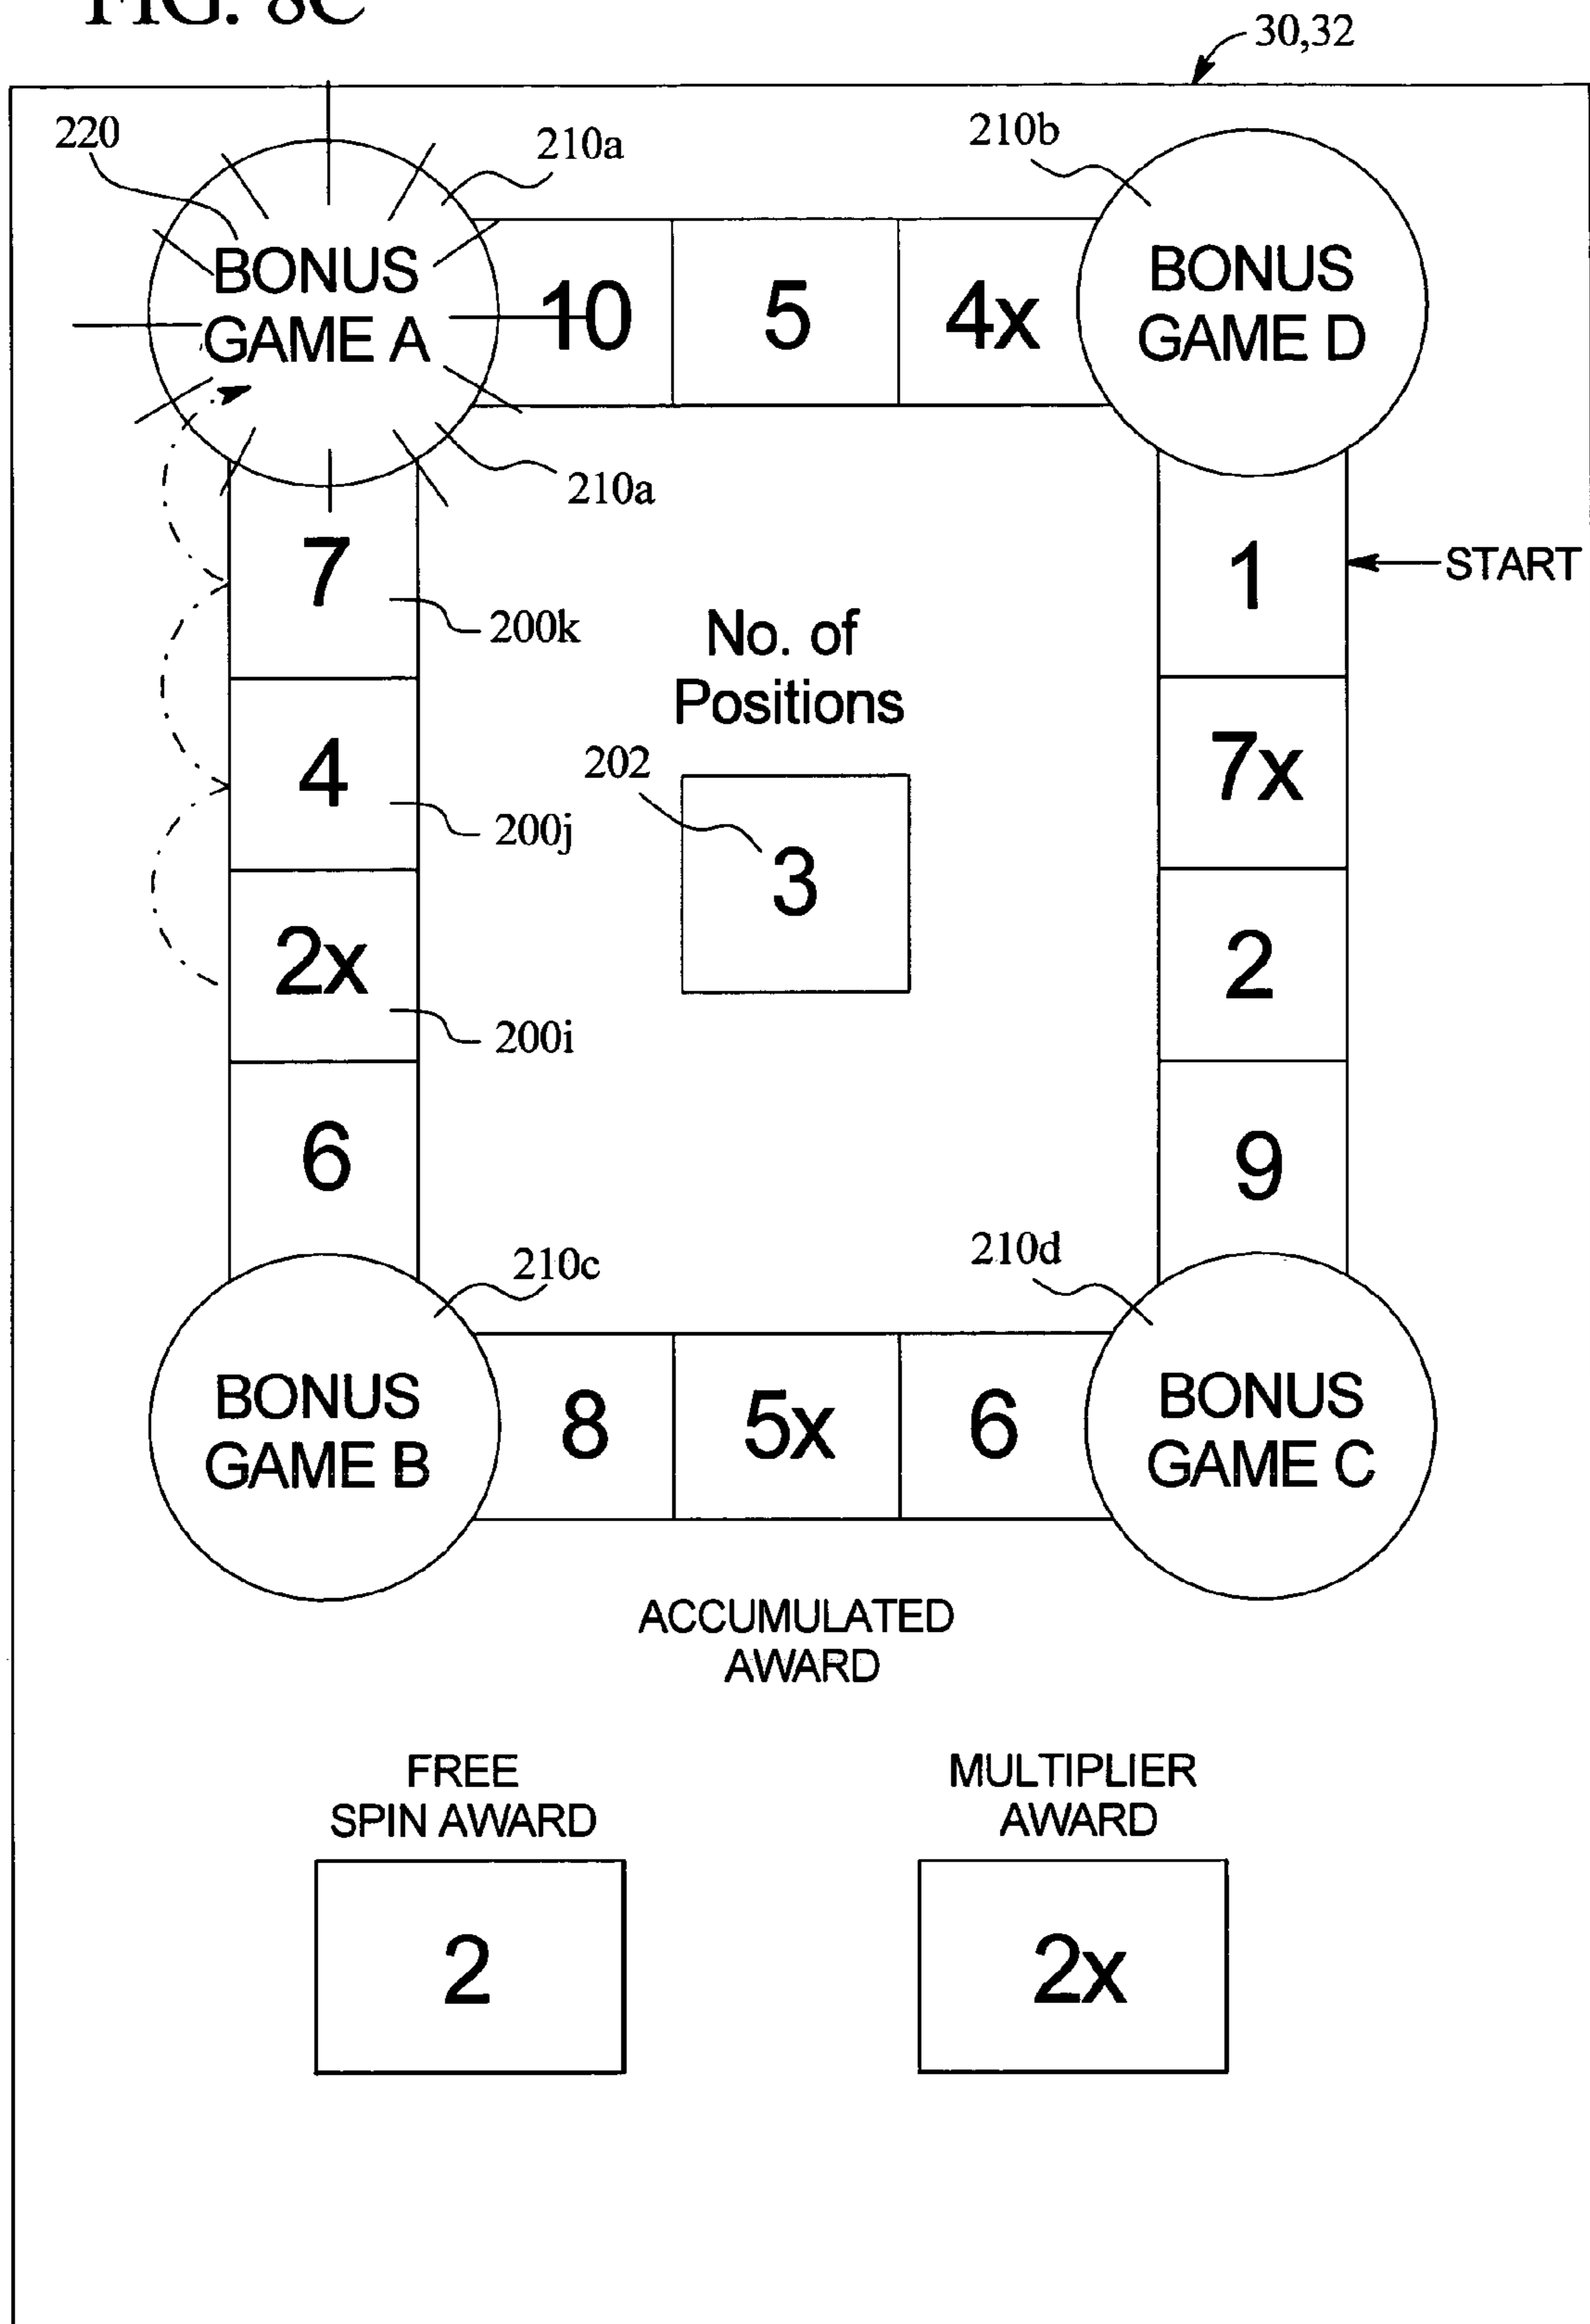 FIG. 8C
30,32
220
210a
210b
BONUS
GAME A
10
5
4x
BONUS
GAME D
210a
7
200k
1
START
No. of
Positions
4
200j
202
3
7x
2x
200i
2
6
9
210c
210d
BONUS
GAME B
8
5x
6
BONUS
GAME C
ACCUMULATED
AWARD
FREE
SPIN AWARD
MULTIPLIER
AWARD
2
2x